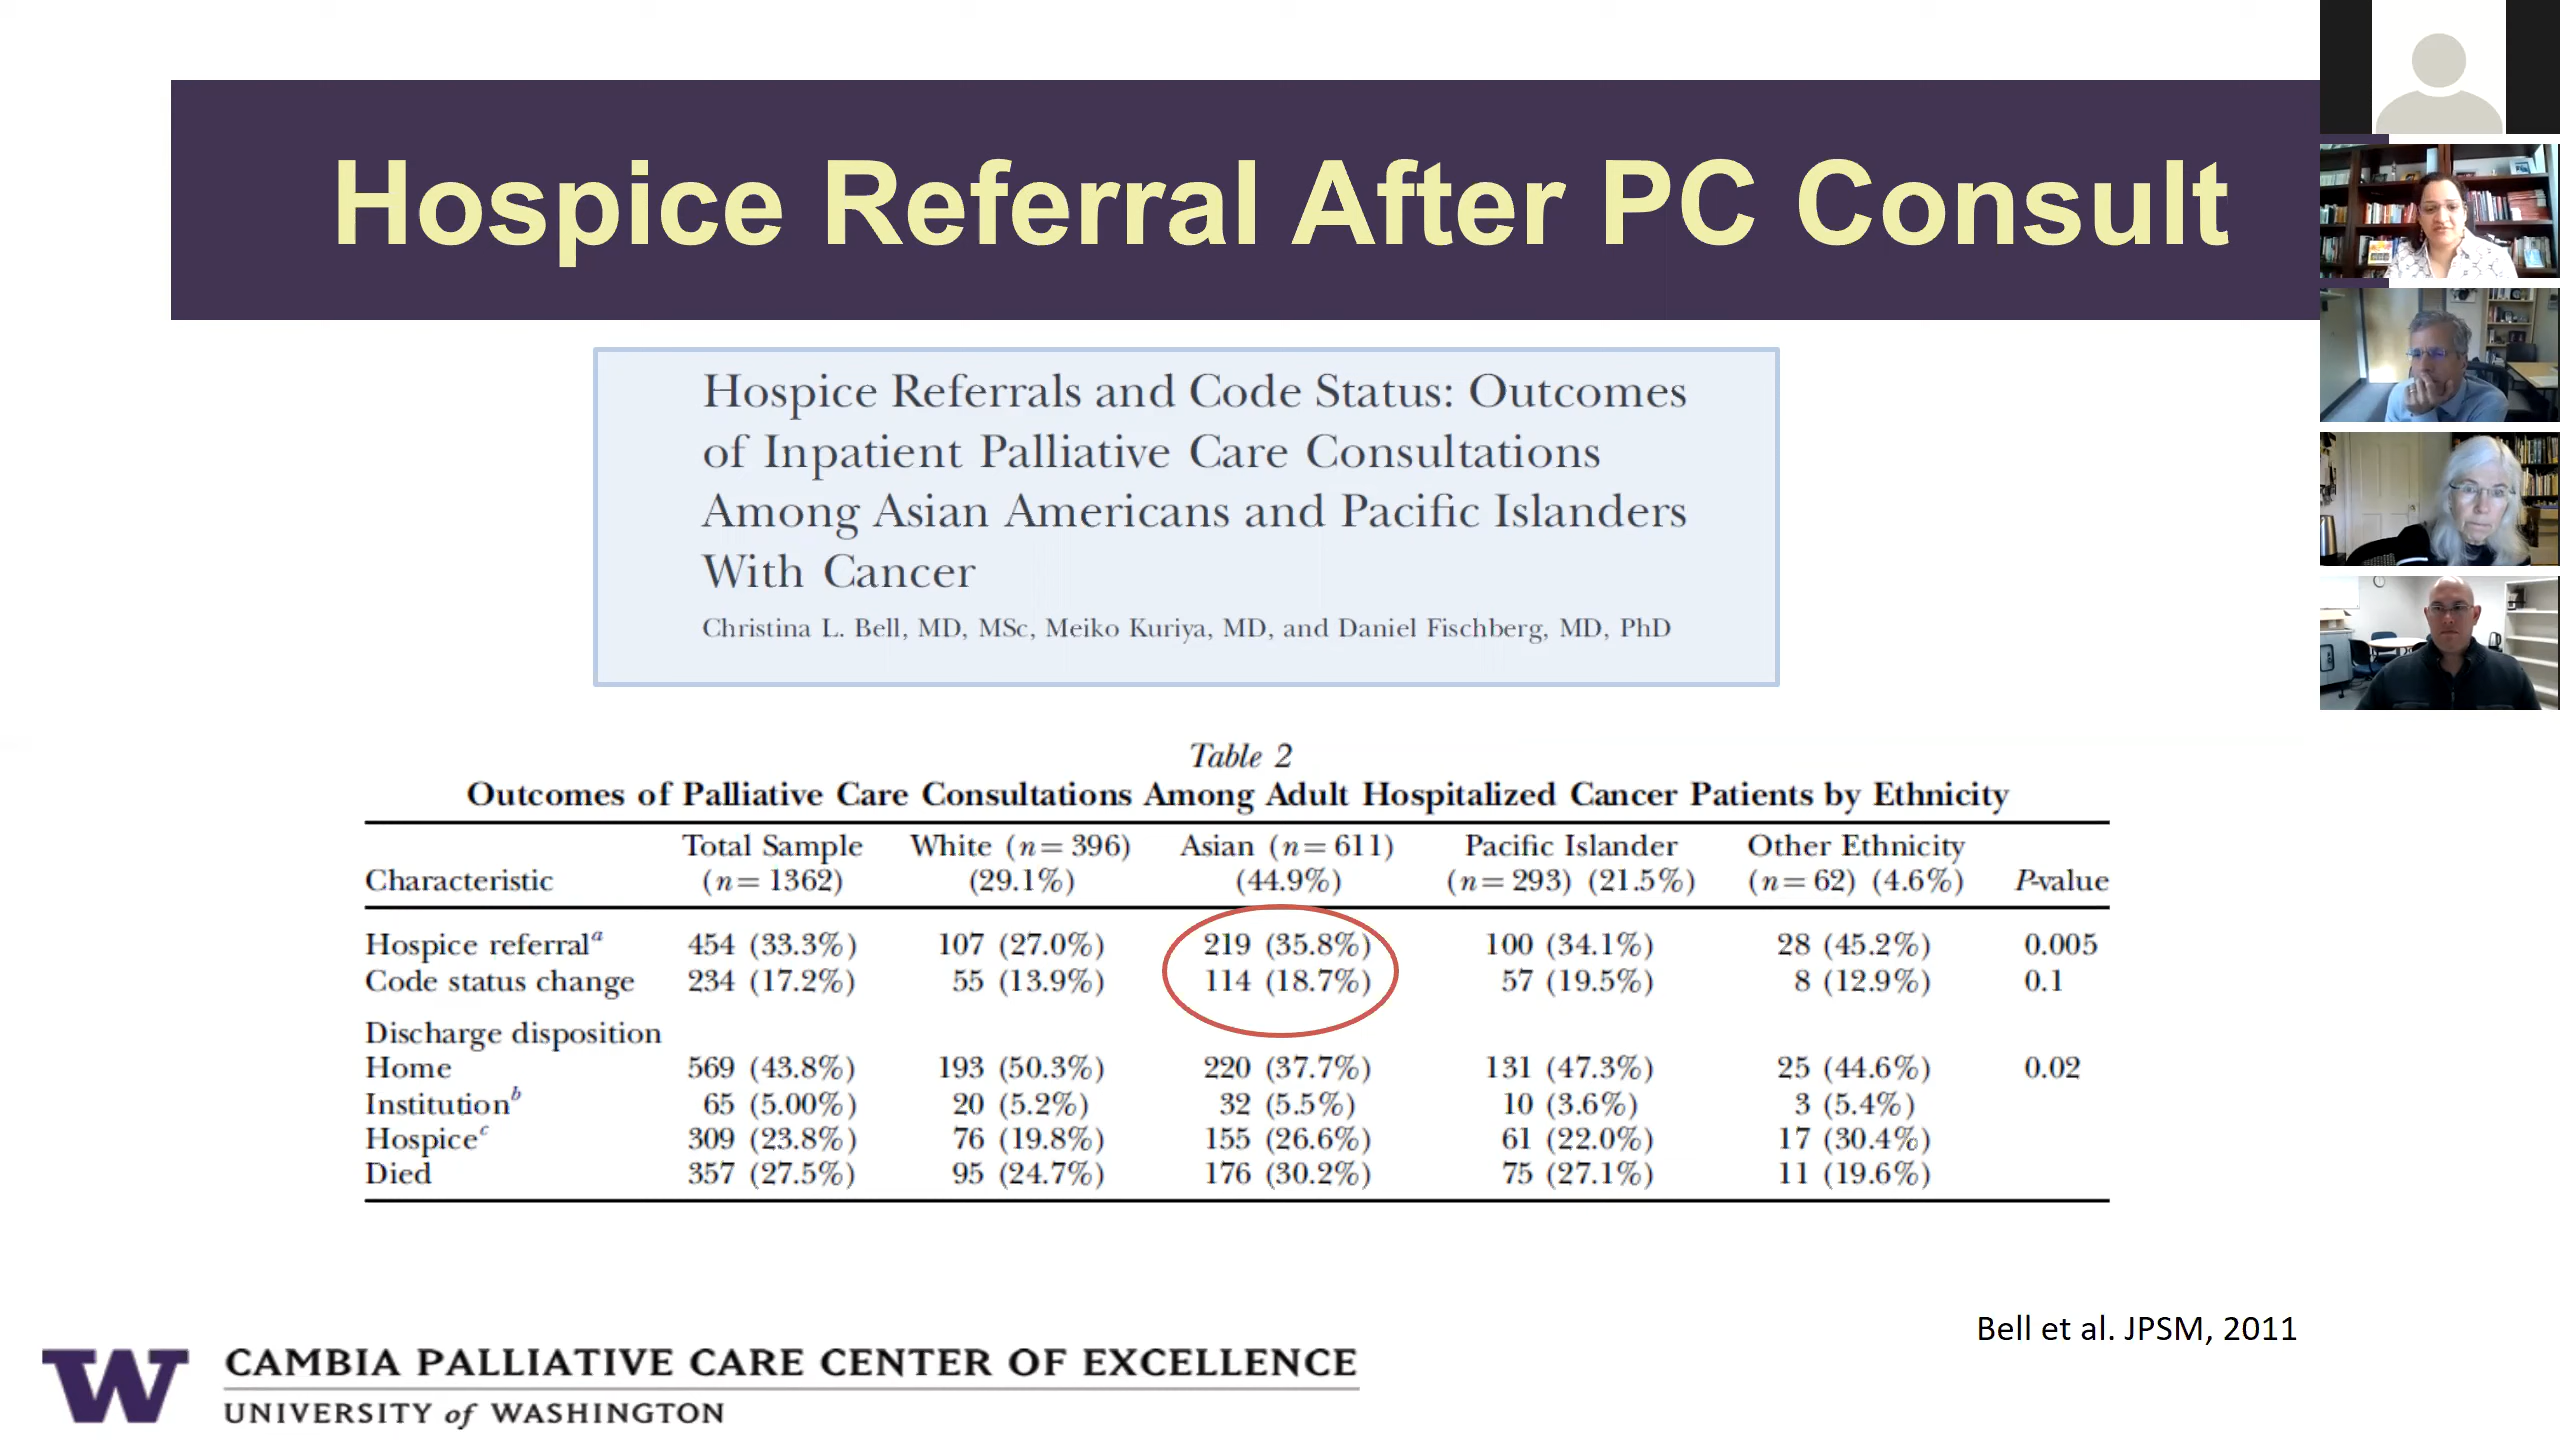 Hospice Referral After PC Consult
Hospice Referrals and Code Status: Outcomes
of Inpatient Palliative Care Consultations
Among Asian Americans and Pacific Islanders
With Cancer
Christina L. Bell, MD, MSc, Meiko Kuriya, MD, and Daniel Fischberg, MD, PhD
Table 2
Outcomes of Palliative Care Consultations Among Adult Hospitalized Cancer Patients by Ethnicity
Total Sample White (n = 396) Asian (n = 611) Pacific Islander Other Ethnicity
Characteristic (n = 1362) (29.1%) (44.9%) (n = 293) (21.5%) (n = 62) (4.6%) P-value
Hospice referral^a 454 (33.3%) 107 (27.0%) 219 (35.8%) 100 (34.1%) 28 (45.2%) 0.005
Code status change 234 (17.2%) 55 (13.9%) 114 (18.7%) 57 (19.5%) 8 (12.9%) 0.1
Discharge disposition
Home 569 (43.8%) 193 (50.3%) 220 (37.7%) 131 (47.3%) 25 (44.6%) 0.02
Institution^b 65 (5.00%) 20 (5.2%) 32 (5.5%) 10 (3.6%) 3 (5.4%)
Hospice^c 309 (23.8%) 76 (19.8%) 155 (26.6%) 61 (22.0%) 17 (30.4%)
Died 357 (27.5%) 95 (24.7%) 176 (30.2%) 75 (27.1%) 11 (19.6%)
Bell et al. JPSM, 2011
W
CAMBIA PALLIATIVE CARE CENTER OF EXCELLENCE
UNIVERSITY of WASHINGTON